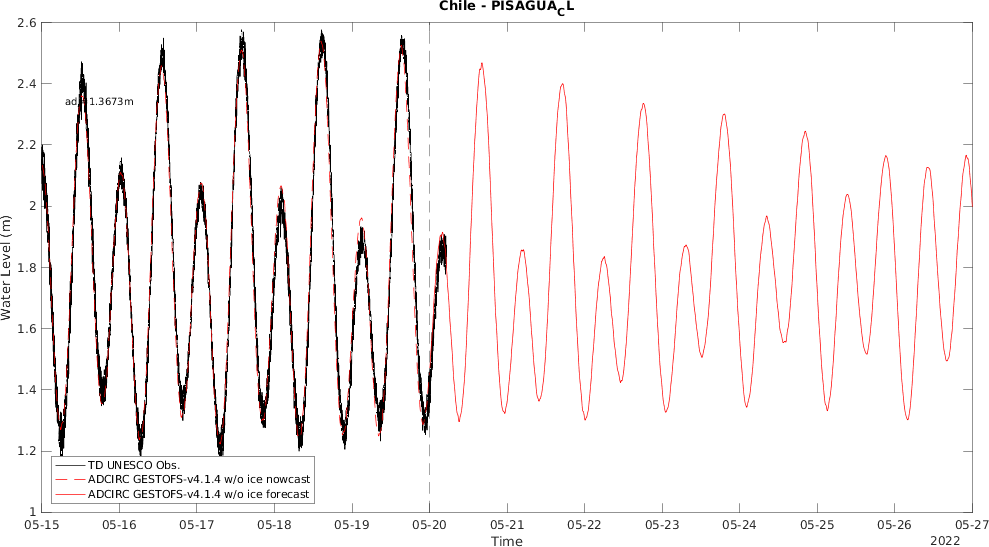 Chile - PISAGUA_CL
2.6
2.4
2.2
2
1.8
1.6
1.4
1.2
1
Water Level (m)
adj=1.3673m
TD UNESCO Obs.
ADCIRC GESTOFS-v4.1.4 w/o ice nowcast
ADCIRC GESTOFS-v4.1.4 w/o ice forecast
05-15 05-16 05-17 05-18 05-19 05-20 05-21 05-22 05-23 05-24 05-25 05-26 05-27
Time
2022